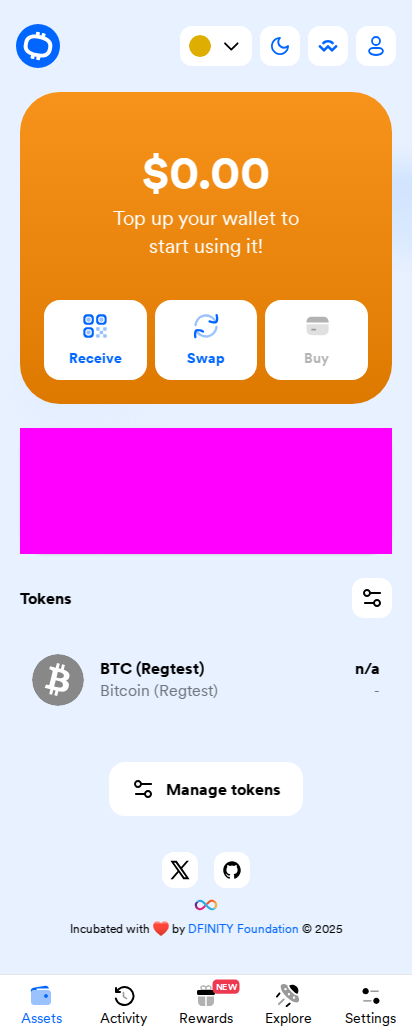 $0.00
Top up your wallet to
start using it!
Receive
Swap
Buy
Tokens
BTC (Regtest)
n/a
Bitcoin (Regtest)
-
Manage tokens
Incubated with ❤️ by DFINITY Foundation © 2025
NEW
Assets
Activity
Rewards
Explore
Settings